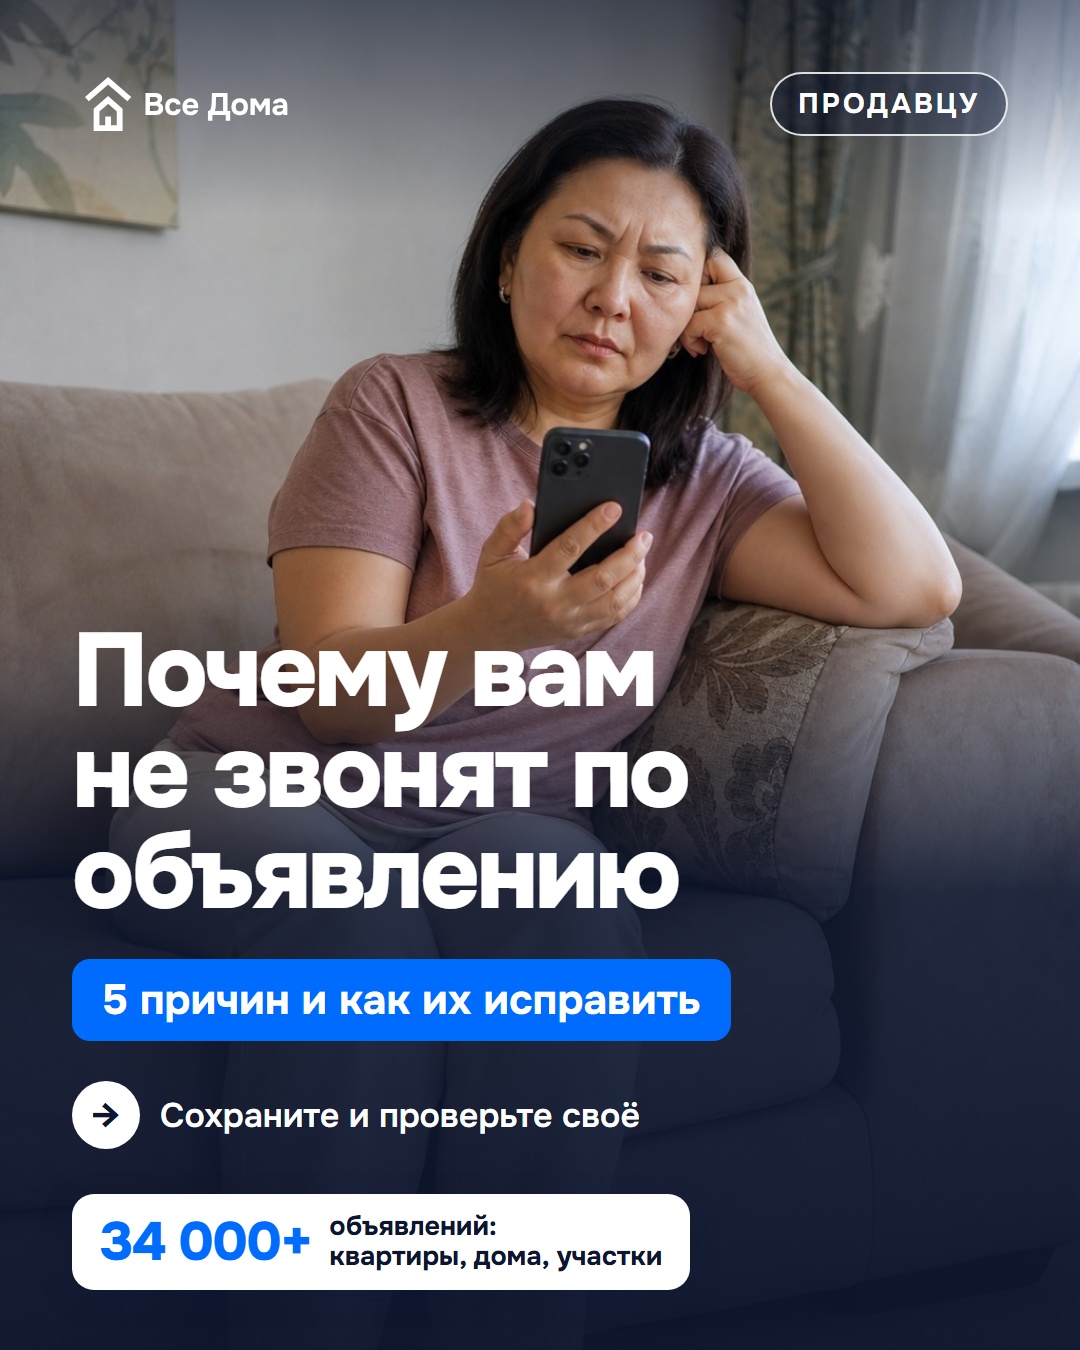 Все Дома
ПРОДАВЦУ
Почему вам
не звонят по
объявлению
5 причин и как их исправить
Сохраните и проверьте своё
34 000+
объявлений:
квартиры, дома, участки